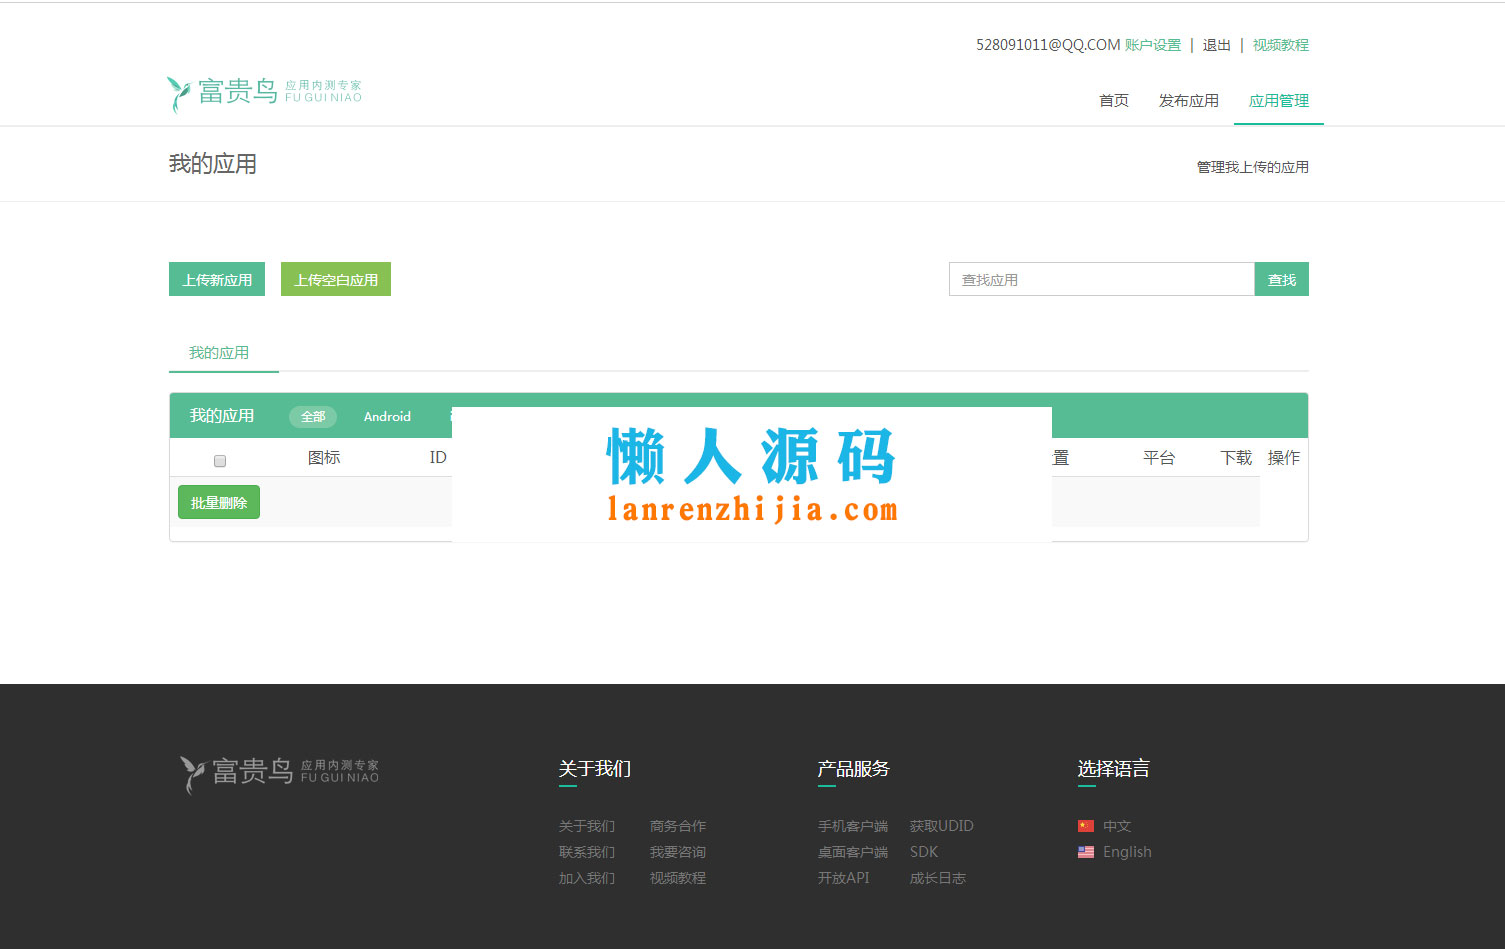 528091011@QQ.COM 账户设置 | 退出 | 视频教程
富贵鸟 应用内测专家
FU GUI NIAO
首页 发布应用 应用管理
我的应用 管理我上传的应用
上传新应用 上传空白应用 查找应用 查找
我的应用
我的应用 全部 Android
图标 ID 置 平台 下载 操作
批量删除
懒人源码
lanrenzhijia.com
富贵鸟 应用内测专家
FU GUI NIAO
关于我们 产品服务 选择语言
关于我们 商务合作 手机客户端 获取UDID 中文
联系我们 我要咨询 桌面客户端 SDK English
加入我们 视频教程 开放API 成长日志